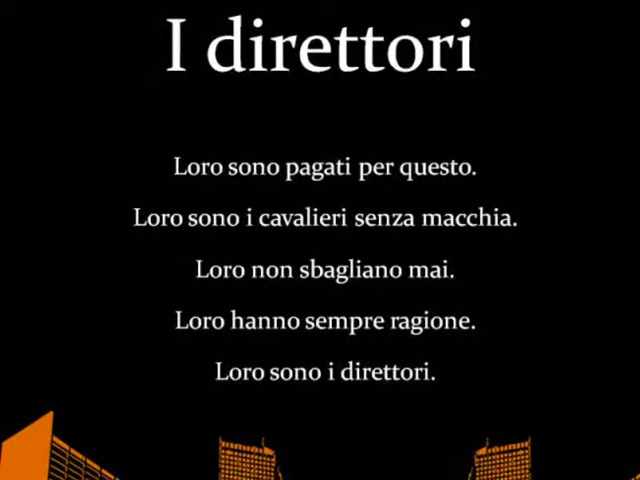 I direttori
Loro sono pagati per questo.
Loro sono i cavalieri senza macchia.
Loro non sbagliano mai.
Loro hanno sempre ragione.
Loro sono i direttori.